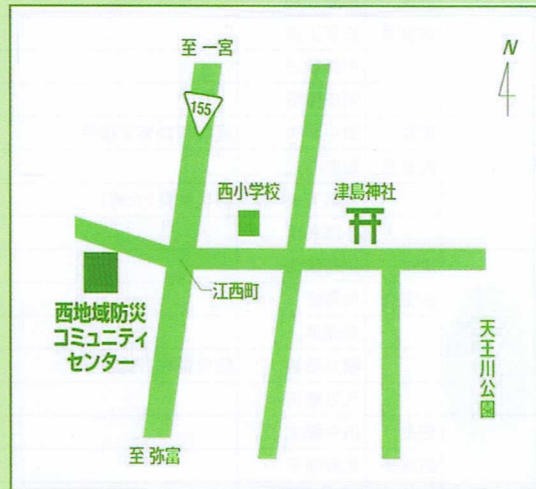 至 一宮
N
155
西小学校
津島神社
江西町
西地域防災
コミュニティ
センター
天王川公園
至 弥富